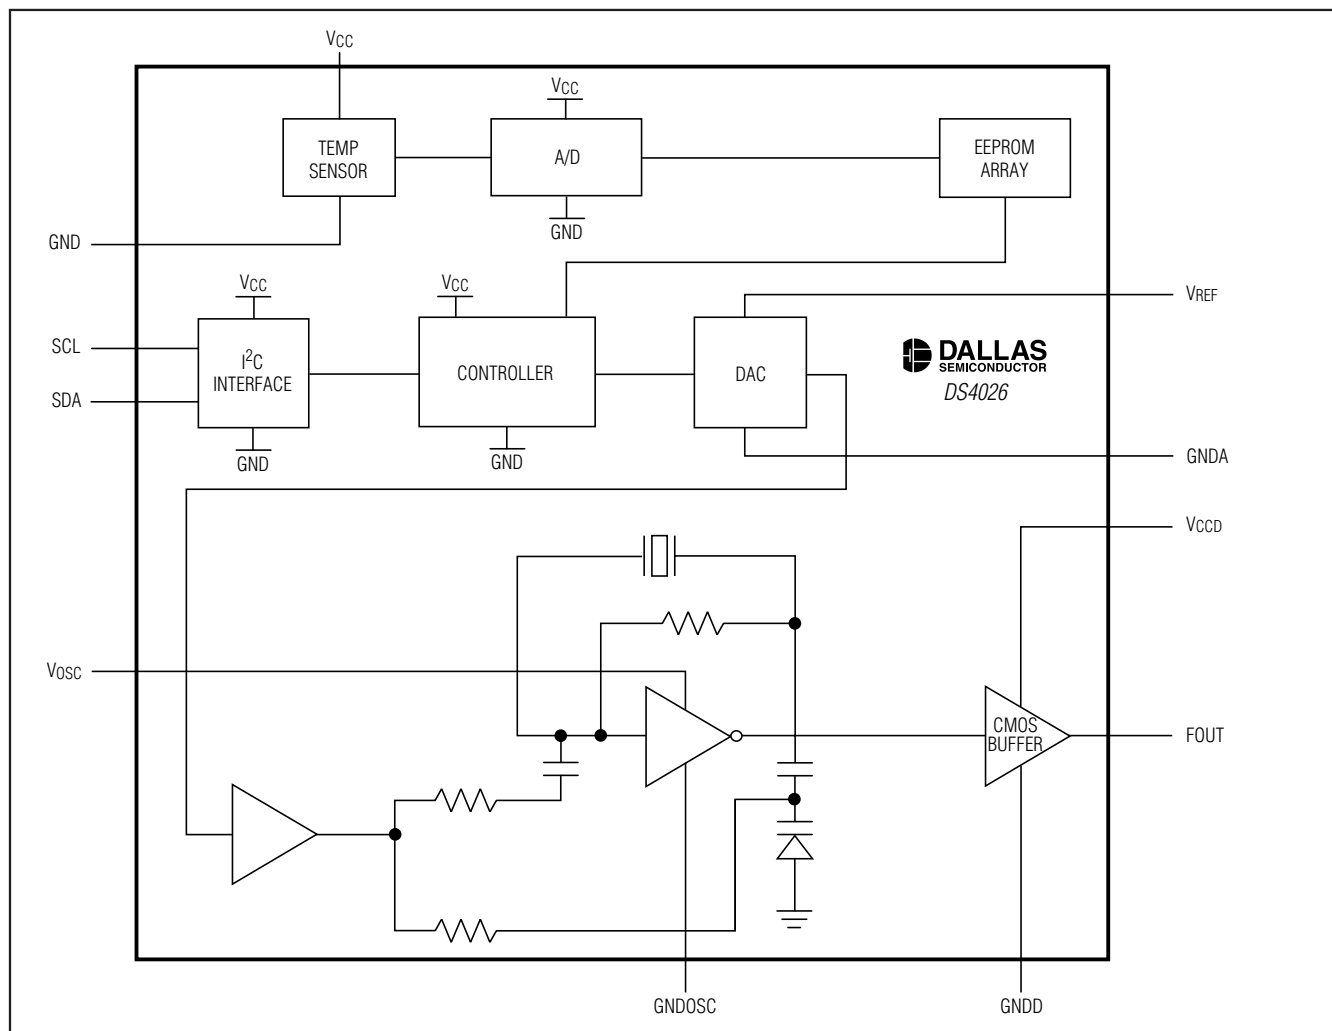 VCC
VCC
TEMP
SENSOR
A/D
EEPROM
ARRAY
GND
GND
VCC
VCC
VREF
SCL
I²C
INTERFACE
CONTROLLER
DAC
DALLAS
SEMICONDUCTOR
DS4026
SDA
GND
GND
GNDA
VCCD
VOSC
CMOS
BUFFER
FOUT
GNDOSC
GNDD